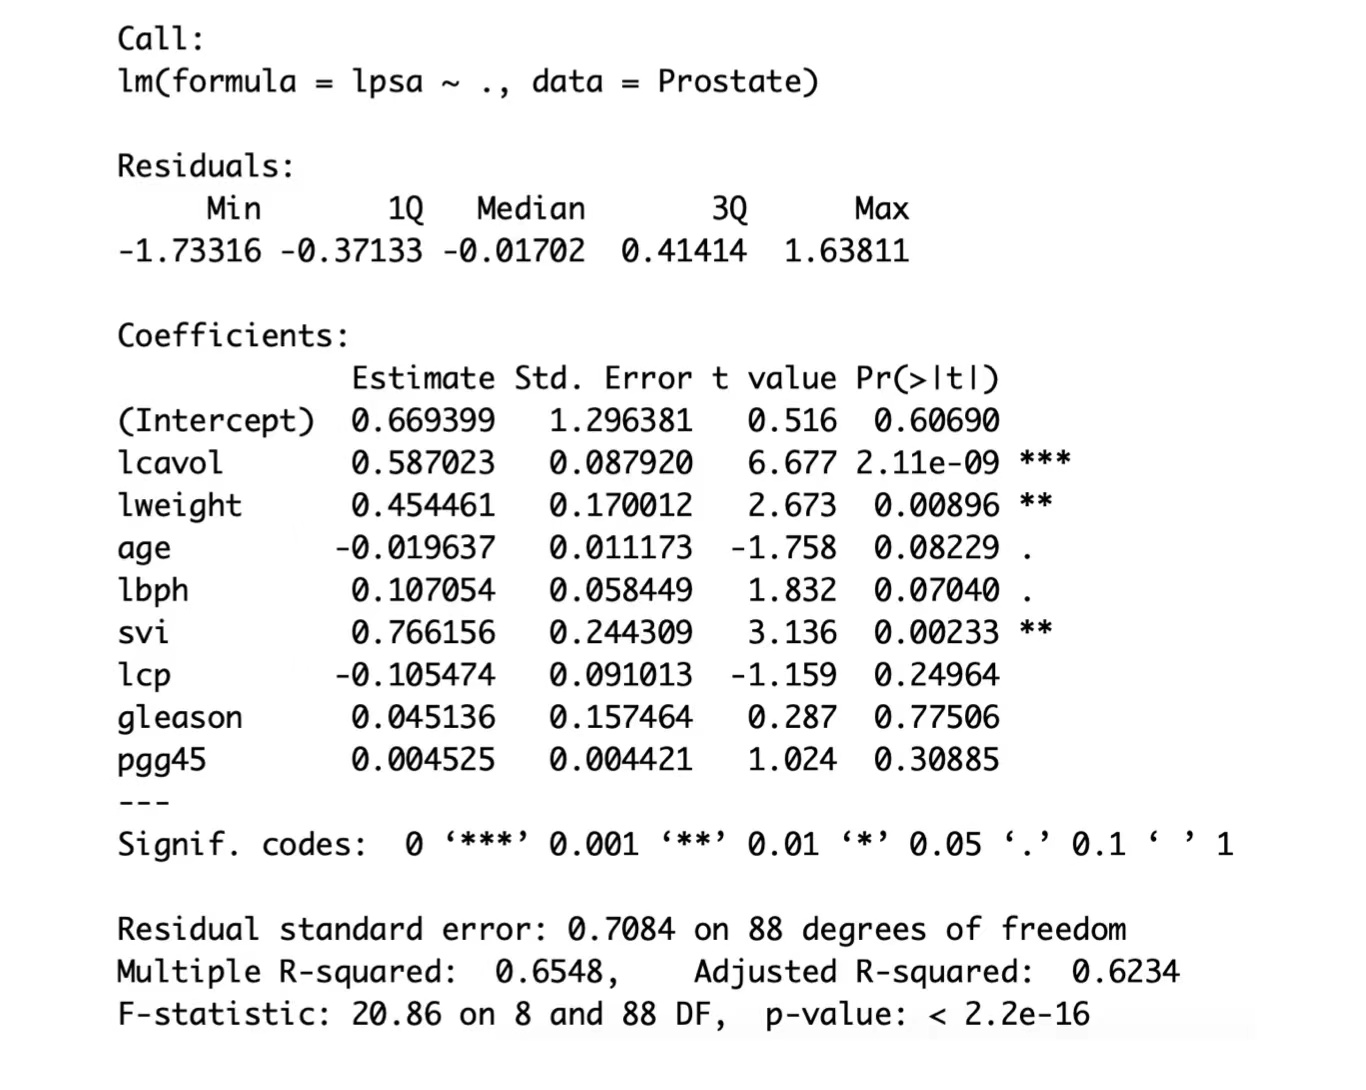 Call:
lm(formula = lpsa ~ ., data = Prostate)
Residuals:
Min 1Q Median 3Q Max
-1.73316 -0.37133 -0.01702 0.41414 1.63811
Coefficients:
Estimate Std. Error t value Pr(>|t|)
(Intercept) 0.669399 1.296381 0.516 0.60690
lcavol 0.587023 0.087920 6.677 2.11e-09 ***
lweight 0.454461 0.170012 2.673 0.00896 **
age -0.019637 0.011173 -1.758 0.08229 .
lbph 0.107054 0.058449 1.832 0.07040 .
svi 0.766156 0.244309 3.136 0.00233 **
lcp -0.105474 0.091013 -1.159 0.24964
gleason 0.045136 0.157464 0.287 0.77506
pgg45 0.004525 0.004421 1.024 0.30885
---
Signif. codes: 0 ‘***’ 0.001 ‘**’ 0.01 ‘*’ 0.05 ‘.’ 0.1 ‘ ’ 1
Residual standard error: 0.7084 on 88 degrees of freedom
Multiple R-squared: 0.6548, Adjusted R-squared: 0.6234
F-statistic: 20.86 on 8 and 88 DF, p-value: < 2.2e-16